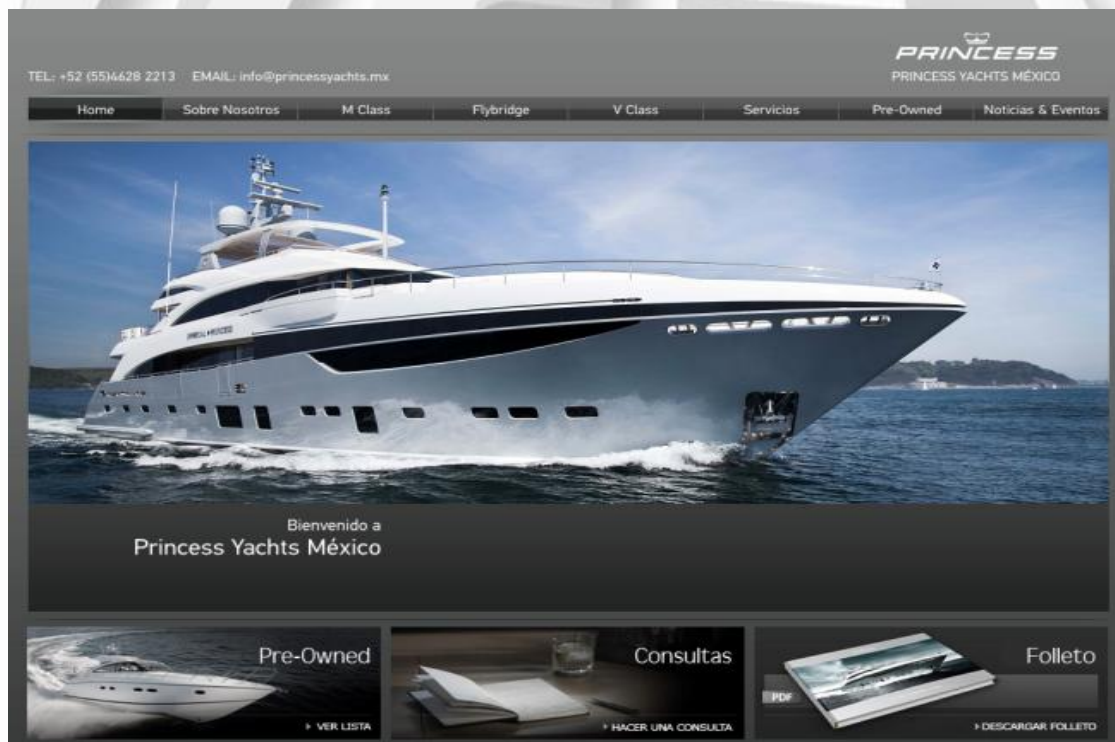 PRINCESS
TEL: +52 (55)4628 2213 EMAIL: info@princessyachts.mx
PRINCESS YACHTS MÉXICO
Home Sobre Nosotros M Class Flybridge V Class Servicios Pre-Owned Noticias & Eventos
Bienvenido a
Princess Yachts México
Pre-Owned
VER LISTA
Consultas
HACER UNA CONSULTA
Folleto
PDF
DESCARGAR FOLLETO